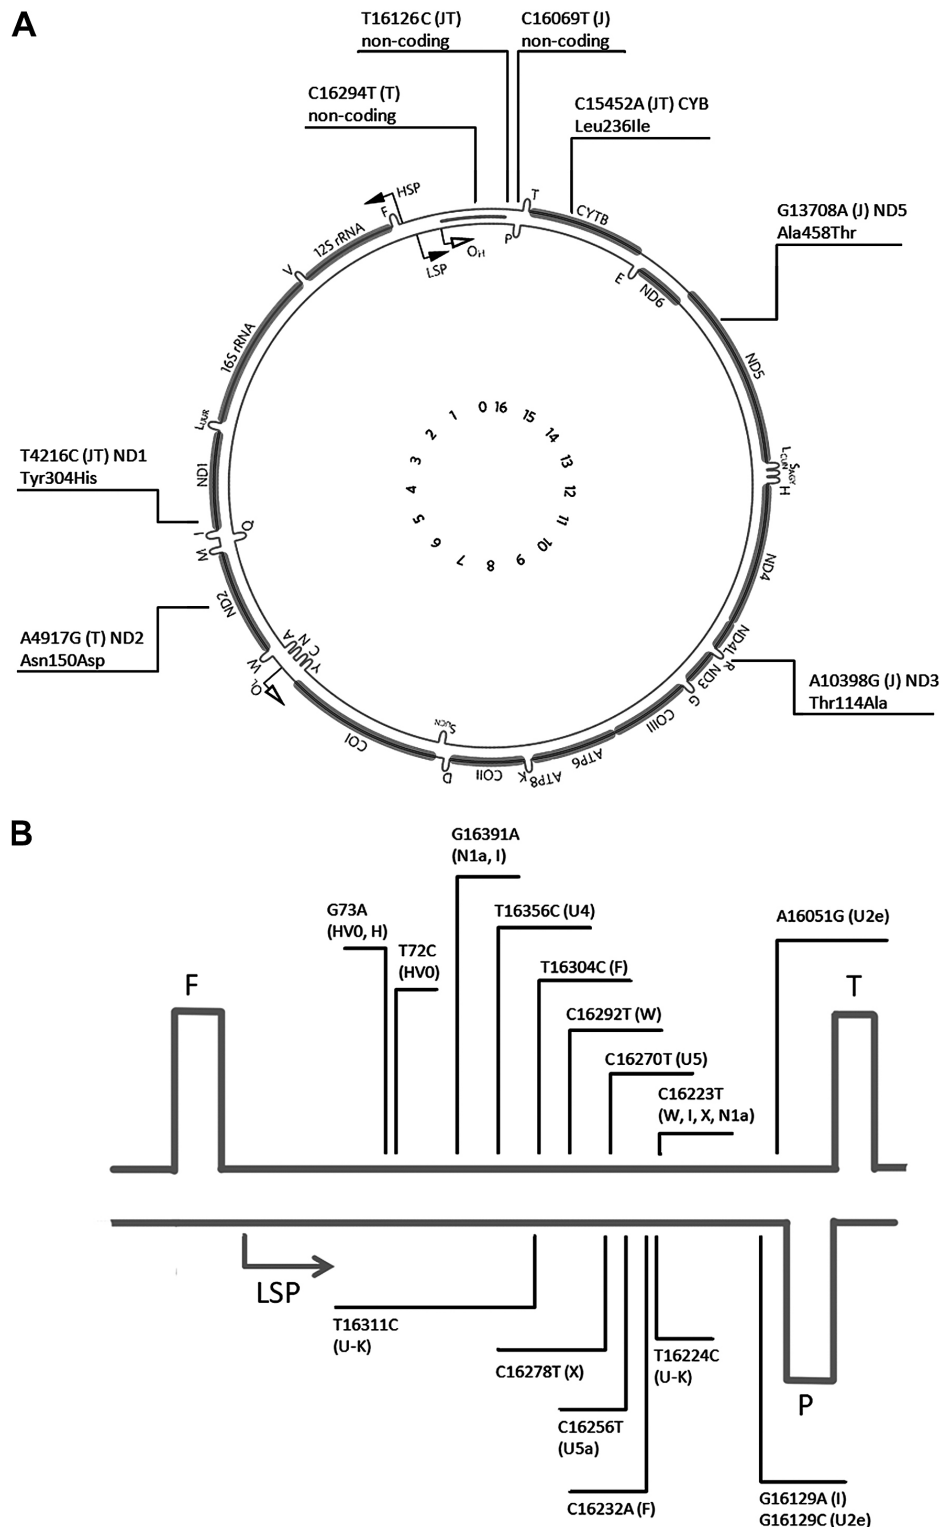 A
T16126C (JT)
non-coding
C16069T (J)
non-coding
C16294T (T)
non-coding
C15452A (JT) CYB
Leu236Ile
G13708A (J) ND5
Ala458Thr
T4216C (JT) ND1
Tyr304His
A4917G (T) ND2
Asn150Asp
A10398G (J) ND3
Thr114Ala
HSP
F
LSP
OH
T
P
CYTB
E
ND6
ND5
LCUN
SAGY
H
ND4
ND4L
R
ND3
G
COIII
ATP6
ATP8
K
COII
D
SUCN
COI
Y
C
N
A
OL
W
ND2
M
Q
I
ND1
LUUR
16S rRNA
V
12S rRNA
0
1
2
3
4
5
6
7
8
9
10
11
12
13
14
15
16
B
G16391A
(N1a, I)
G73A
(HV0, H)
T72C
(HV0)
T16356C (U4)
A16051G (U2e)
T16304C (F)
F
T
C16292T (W)
C16270T (U5)
C16223T
(W, I, X, N1a)
LSP
T16311C
(U-K)
C16278T (X)
T16224C
(U-K)
P
C16256T
(U5a)
C16232A (F)
G16129A (I)
G16129C (U2e)